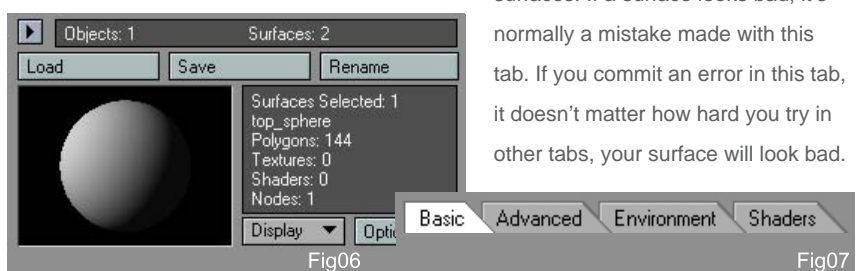 Objects: 1 Surfaces: 2
Load Save Rename
Surfaces Selected: 1
top_sphere
Polygons: 144
Textures: 0
Shaders: 0
Nodes: 1
Display
Fig06
normally a mistake made with this
tab. If you commit an error in this tab,
it doesn’t matter how hard you try in
other tabs, your surface will look bad.
Basic Advanced Environment Shaders
Fig07